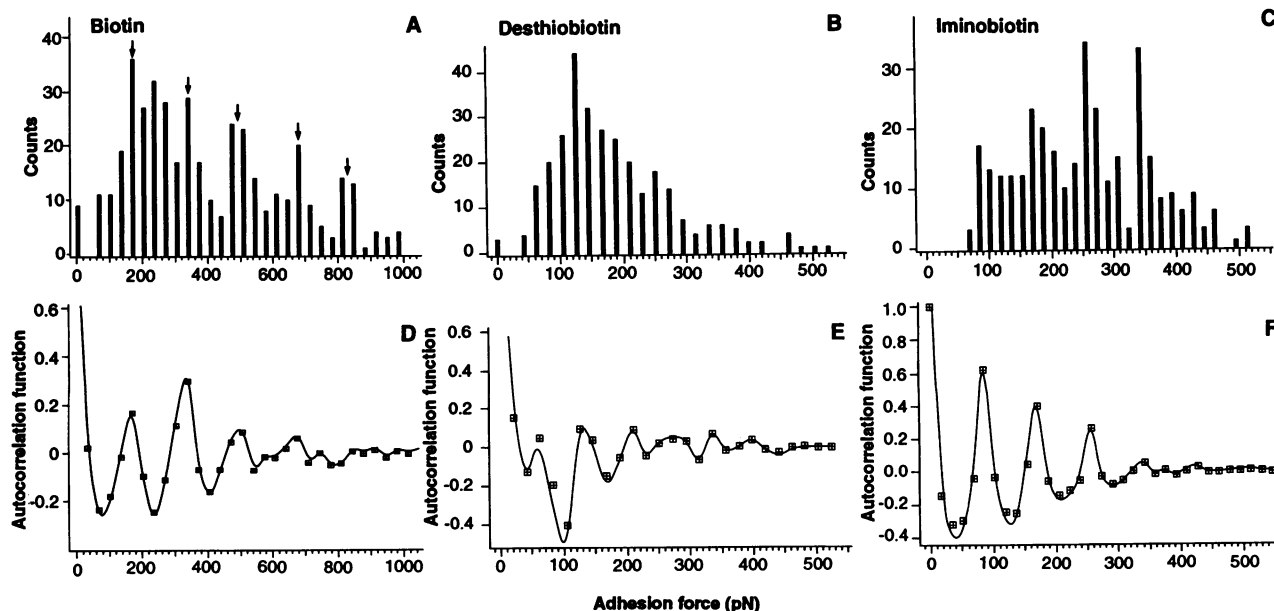 Biotin
A
Counts
40
30
20
10
0
0 200 400 600 800 1000
Desthiobiotin
B
Counts
40
30
20
10
0
0 100 200 300 400 500
Iminobiotin
C
Counts
30
20
10
0
0 100 200 300 400 500
D
Autocorrelation function
0.6
0.4
0.2
0
-0.2
0 200 400 600 800 1000
E
Autocorrelation function
0.6
0.4
0.2
0
-0.2
-0.4
0 100 200 300 400 500
F
Autocorrelation function
1.0
0.8
0.6
0.4
0.2
0.0
-0.2
-0.4
0 100 200 300 400 500
Adhesion force (pN)